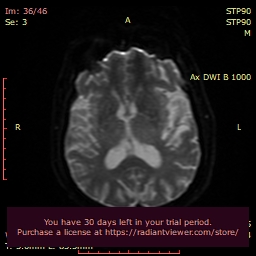 Im: 36/46
Se: 3
A
STP90
STP90
M
Ax DWI B 1000
R
L
You have 30 days left in your trial period.
Purchase a license at https://radiantviewer.com/store/